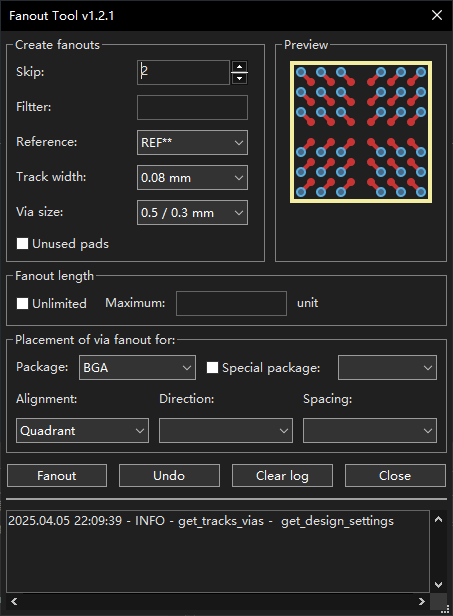 Fanout Tool v1.2.1
Create fanouts
Preview
Skip: 2
Filtter:
Reference: REF**
Track width: 0.08 mm
Via size: 0.5 / 0.3 mm
Unused pads
Fanout length
Unlimited Maximum: unit
Placement of via fanout for:
Package: BGA Special package:
Alignment: Direction: Spacing:
Quadrant
Fanout Undo Clear log Close
2025.04.05 22:09:39 - INFO - get_tracks_vias - get_design_settings